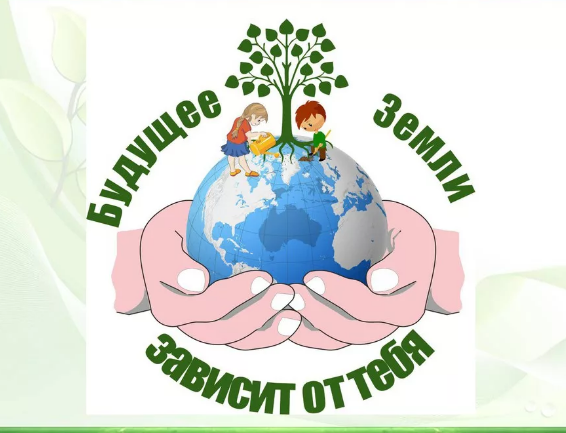 Будущее
Земли
зависит от тебя